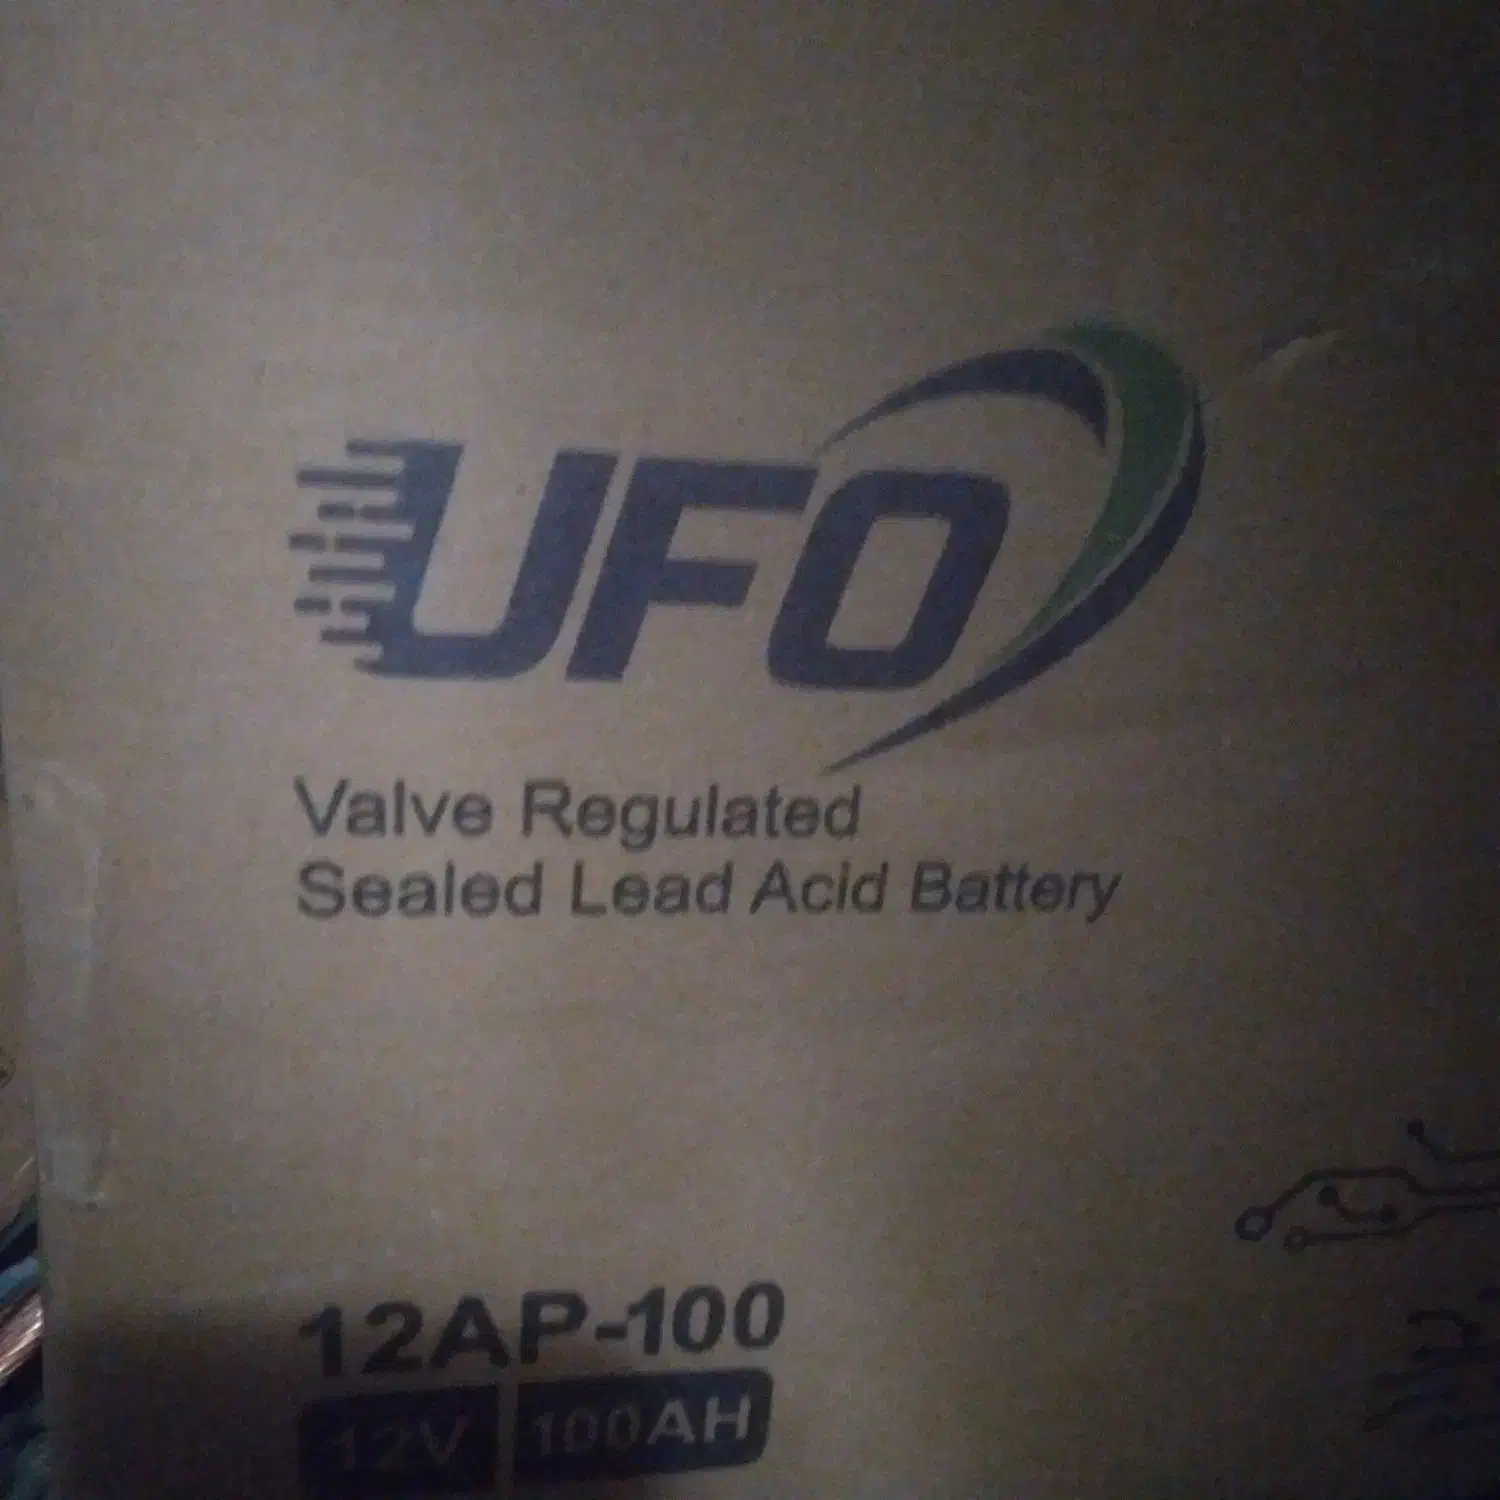 UFO
Valve Regulated
Sealed Lead Acid Battery
12AP-100
12V 100AH